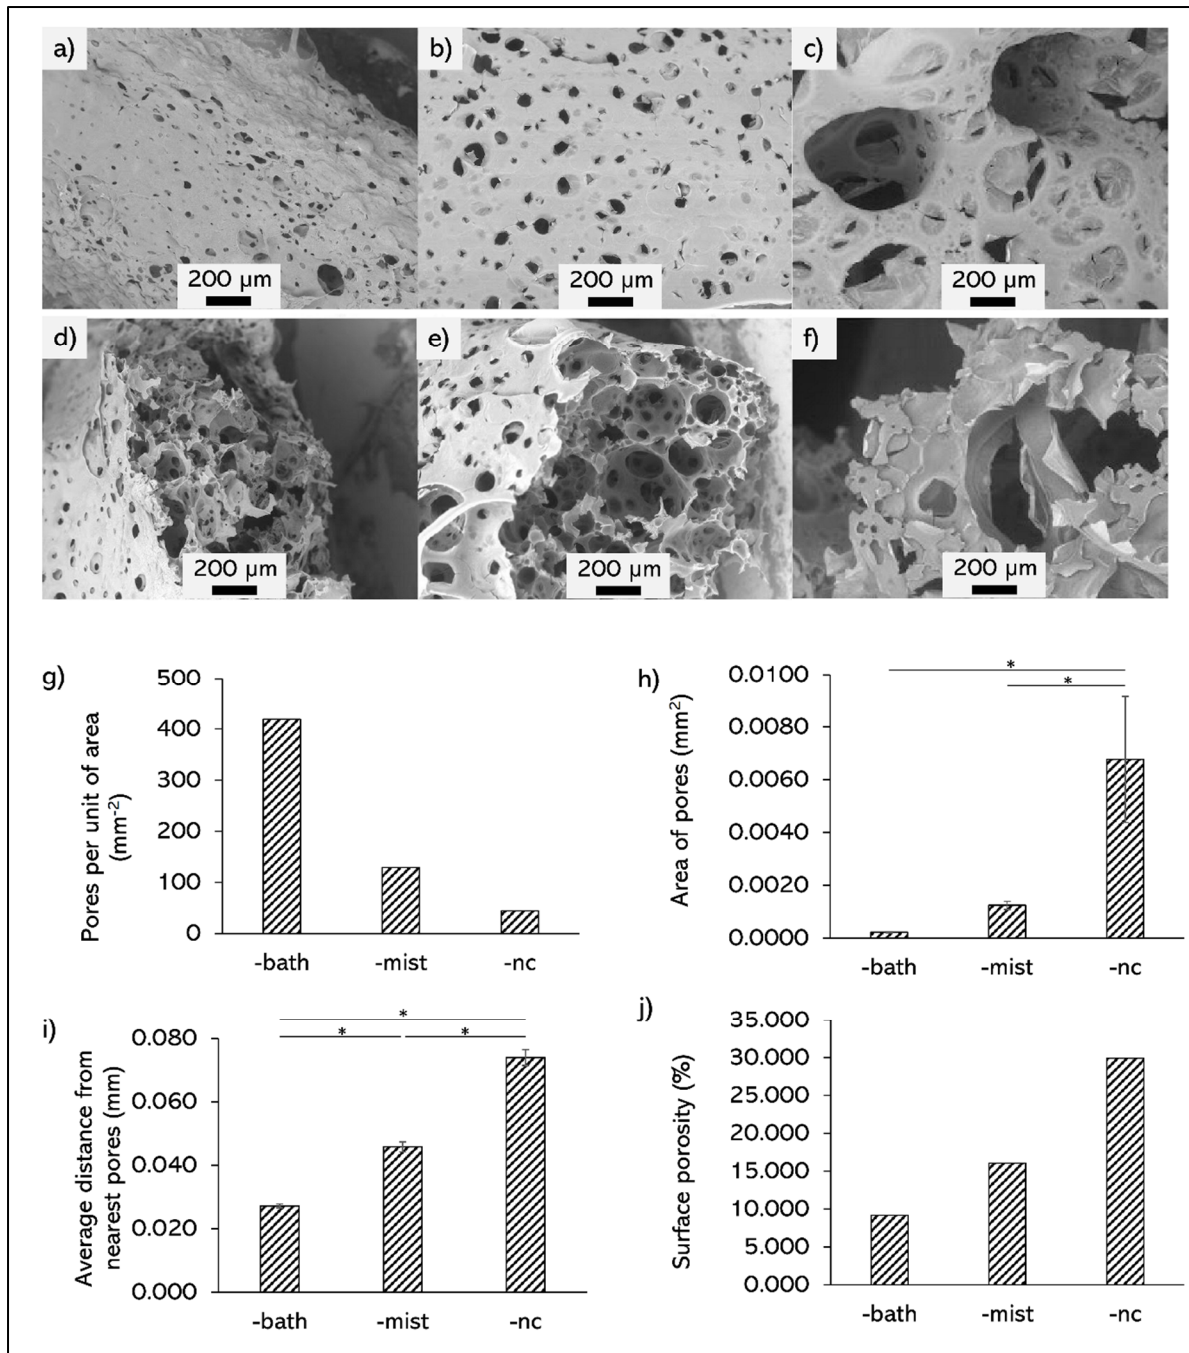 a)
b)
c)
200 µm
200 µm
200 µm
d)
e)
f)
200 µm
200 µm
200 µm
g)
Pores per unit of area
(mm-2)
500
400
300
200
100
0
-bath
-mist
-nc
h)
Area of pores (mm2)
0.0100
0.0080
0.0060
0.0040
0.0020
0.0000
*
*
-bath
-mist
-nc
i)
Average distance from
nearest pores (mm)
0.080
0.060
0.040
0.020
0.000
*
*
*
-bath
-mist
-nc
j)
Surface porosity (%)
35.000
30.000
25.000
20.000
15.000
10.000
5.000
0.000
-bath
-mist
-nc